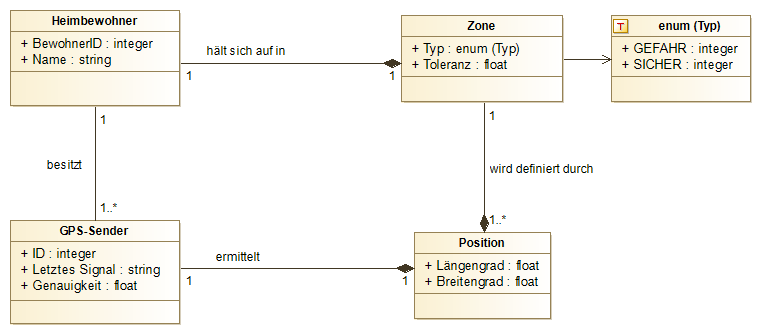 Heimbewohner
+ BewohnerID : integer
+ Name : string
hält sich auf in
1
1
Zone
+ Typ : enum (Typ)
+ Toleranz : float
T
enum (Typ)
+ GEFAHR : integer
+ SICHER : integer
1
besitzt
1..*
1
wird definiert durch
1..*
GPS-Sender
+ ID : integer
+ Letztes Signal : string
+ Genauigkeit : float
ermittelt
1
1
Position
+ Längengrad : float
+ Breitengrad : float